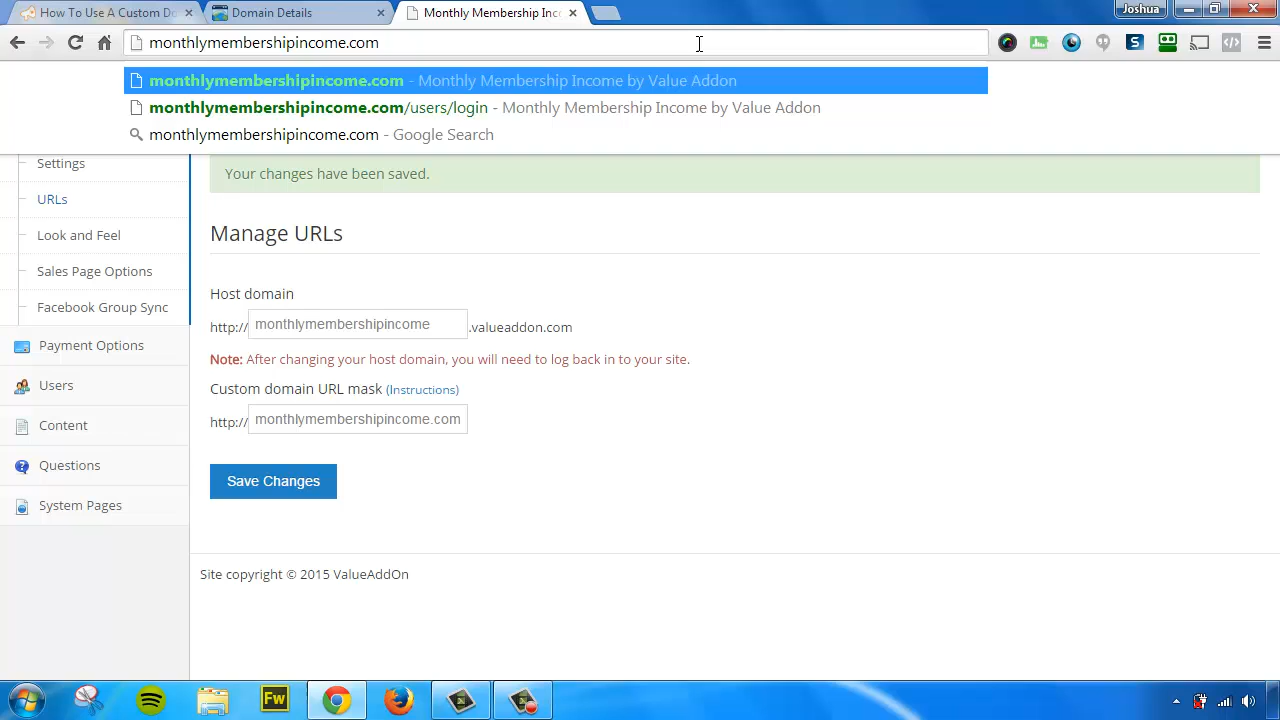 How To Use A Custom Do
Domain Details
Monthly Membership Inc
Joshua
monthlymembershipincome.com
monthlymembershipincome.com - Monthly Membership Income by Value Addon
monthlymembershipincome.com/users/login - Monthly Membership Income by Value Addon
monthlymembershipincome.com - Google Search
Settings
URLs
Look and Feel
Sales Page Options
Facebook Group Sync
Payment Options
Users
Content
Questions
System Pages
Your changes have been saved.
Manage URLs
Host domain
http:// monthlymembershipincome .valueaddon.com
Note: After changing your host domain, you will need to log back in to your site.
Custom domain URL mask (Instructions)
http:// monthlymembershipincome.com
Save Changes
Site copyright © 2015 ValueAddOn
Fw